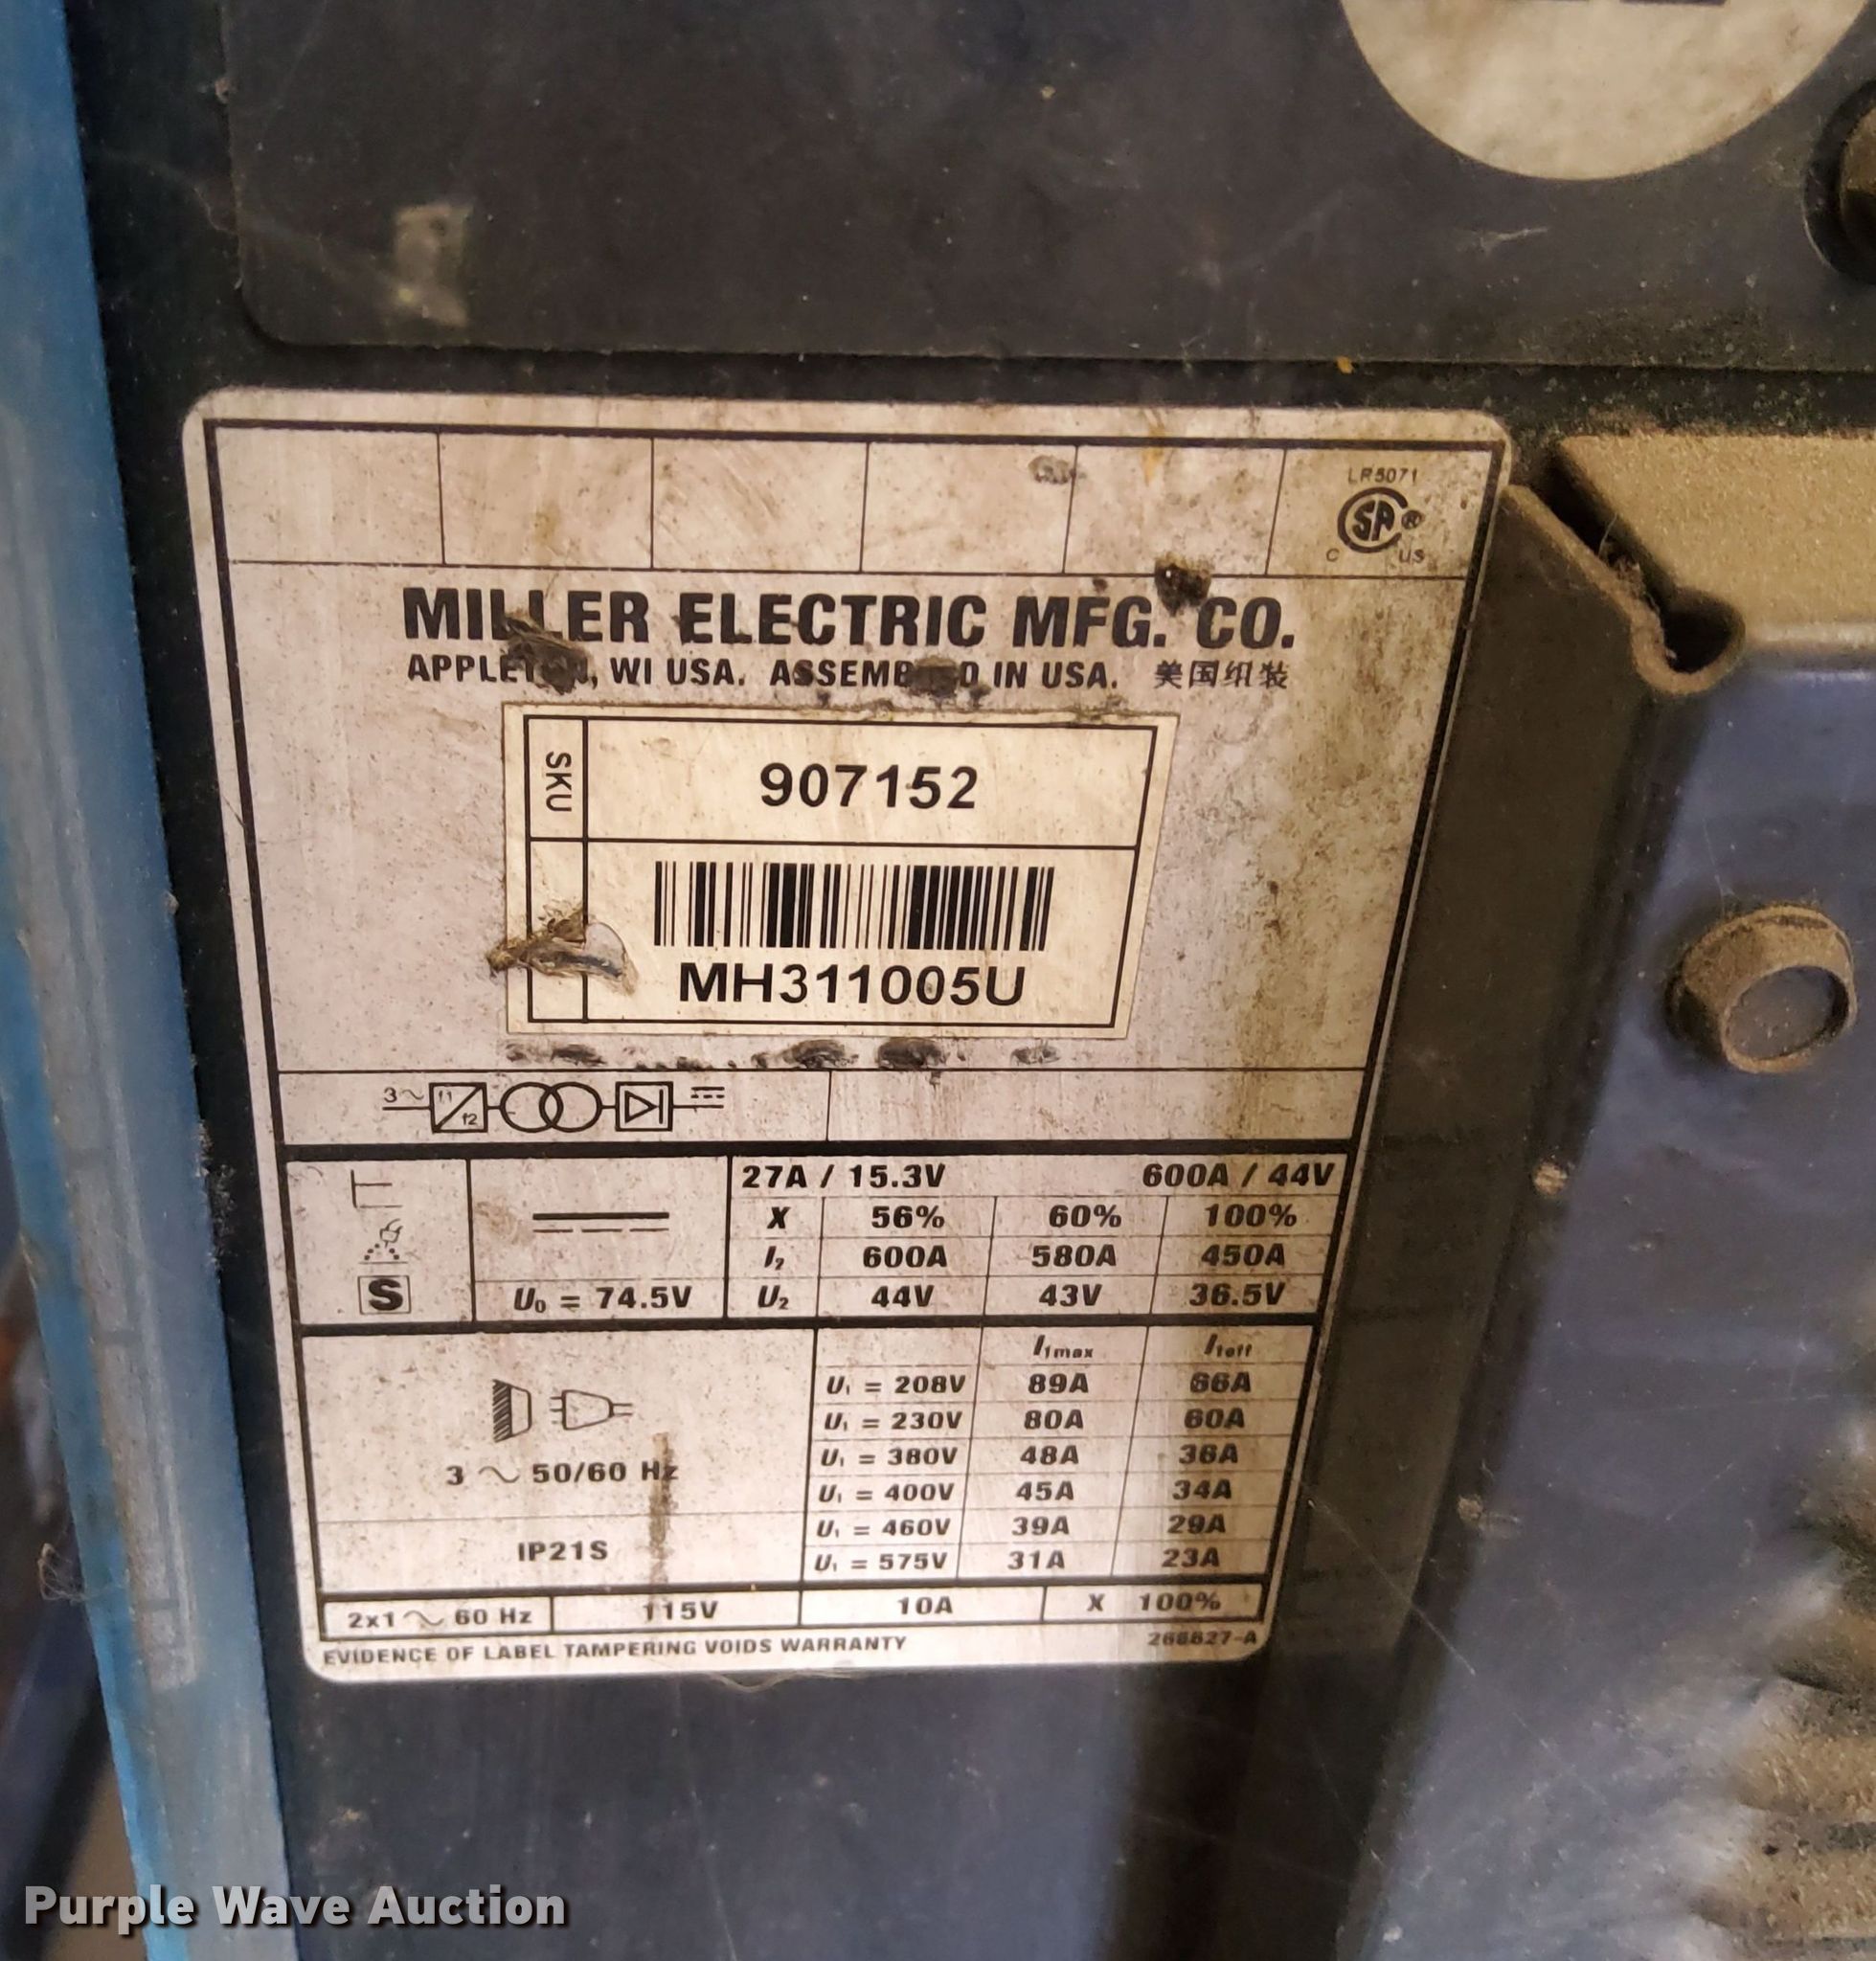 LR5071
SA ®
C US
MILLER ELECTRIC MFG. CO.
APPLETON, WI USA. ASSEMBLED IN USA. 美国组装
SKU
907152
MH311005U
3~ f1 f2
27A / 15.3V 600A / 44V
X 56% 60% 100%
I2 600A 580A 450A
S U0 = 74.5V U2 44V 43V 36.5V
I1max I1eff
U1 = 208V 89A 66A
U1 = 230V 80A 60A
U1 = 380V 48A 36A
3 ~ 50/60 Hz U1 = 400V 45A 34A
U1 = 460V 39A 29A
IP21S U1 = 575V 31A 23A
2x1 ~ 60 Hz 115V 10A X 100%
EVIDENCE OF LABEL TAMPERING VOIDS WARRANTY 266627-A
Purple Wave Auction